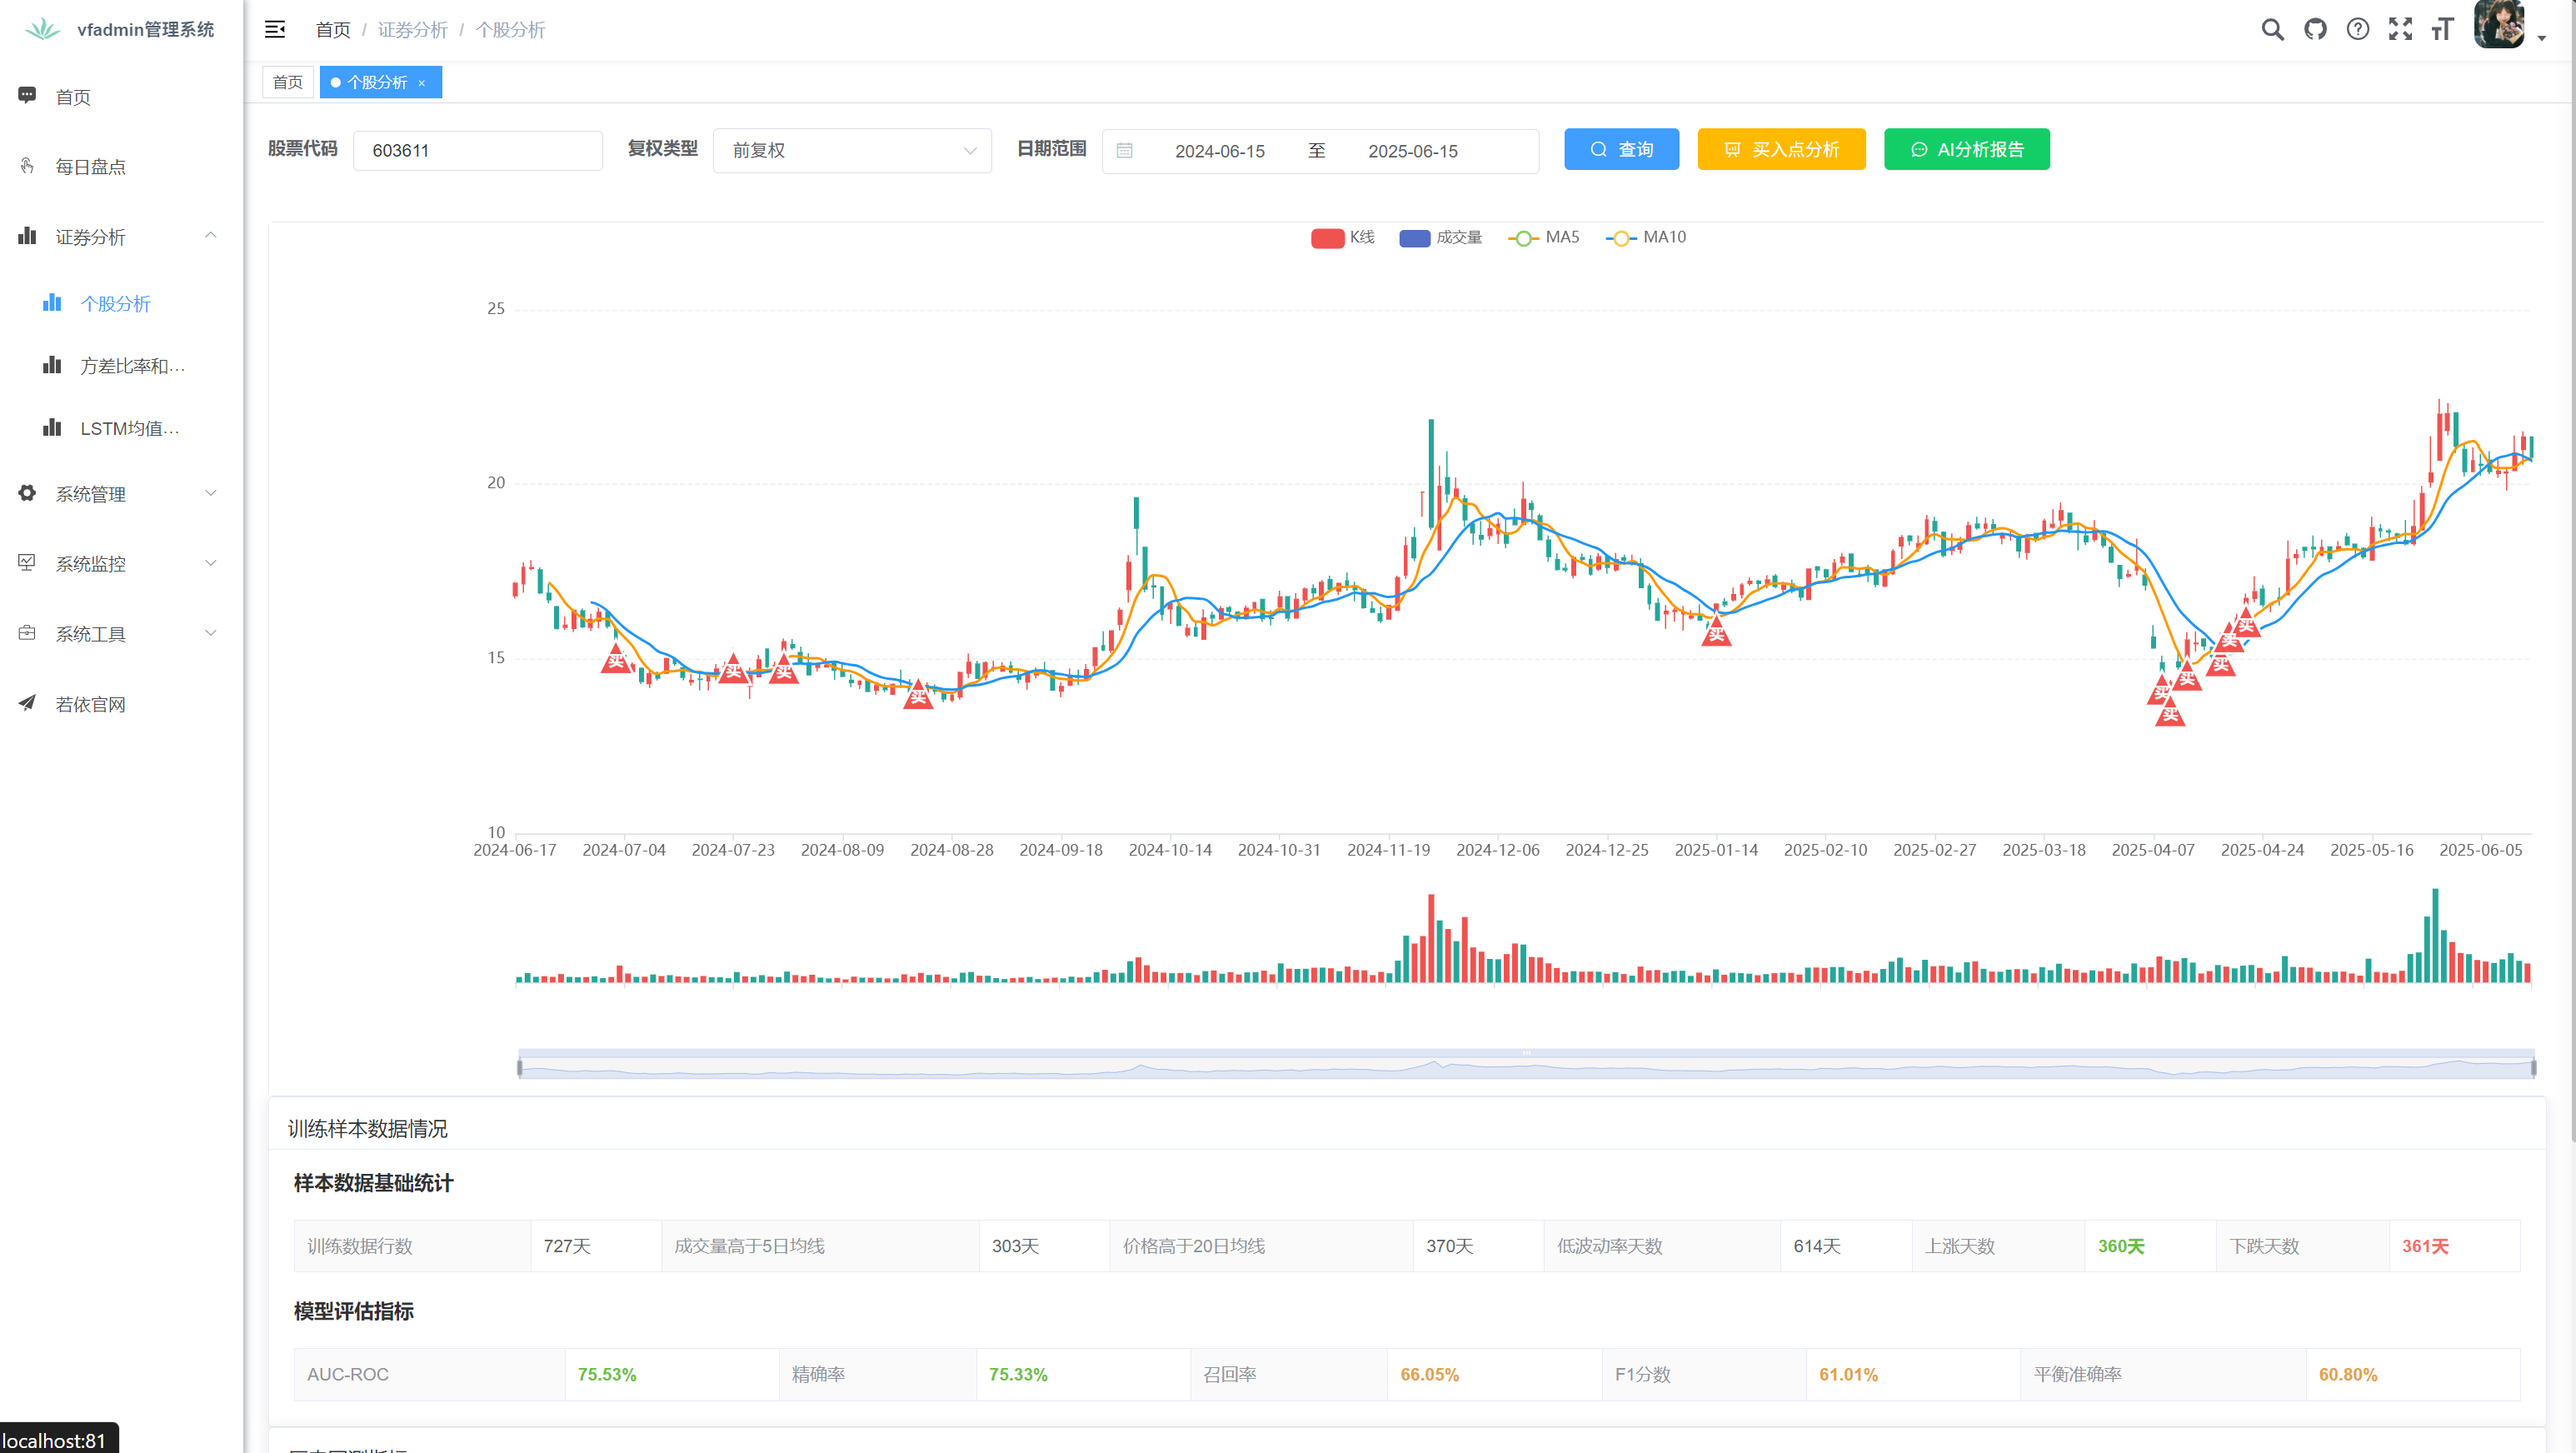 vfadmin管理系统
首页 / 证券分析 / 个股分析
首页
个股分析 ×
首页
每日盘点
证券分析
个股分析
方差比率和…
LSTM均值…
系统管理
系统监控
系统工具
若依官网
股票代码 603611 复权类型 前复权 日期范围 2024-06-15 至 2025-06-15 查询 买入点分析 AI分析报告
K线 成交量 MA5 MA10
25
20
15
10
买 买 买 买 买 买 买 买 买 买 买
2024-06-17 2024-07-04 2024-07-23 2024-08-09 2024-08-28 2024-09-18 2024-10-14 2024-10-31 2024-11-19 2024-12-06 2024-12-25 2025-01-14 2025-02-10 2025-02-27 2025-03-18 2025-04-07 2025-04-24 2025-05-16 2025-06-05
训练样本数据情况
样本数据基础统计
训练数据行数 727天 成交量高于5日均线 303天 价格高于20日均线 370天 低波动率天数 614天 上涨天数 360天 下跌天数 361天
模型评估指标
AUC-ROC 75.53% 精确率 75.33% 召回率 66.05% F1分数 61.01% 平衡准确率 60.80%
localhost:81